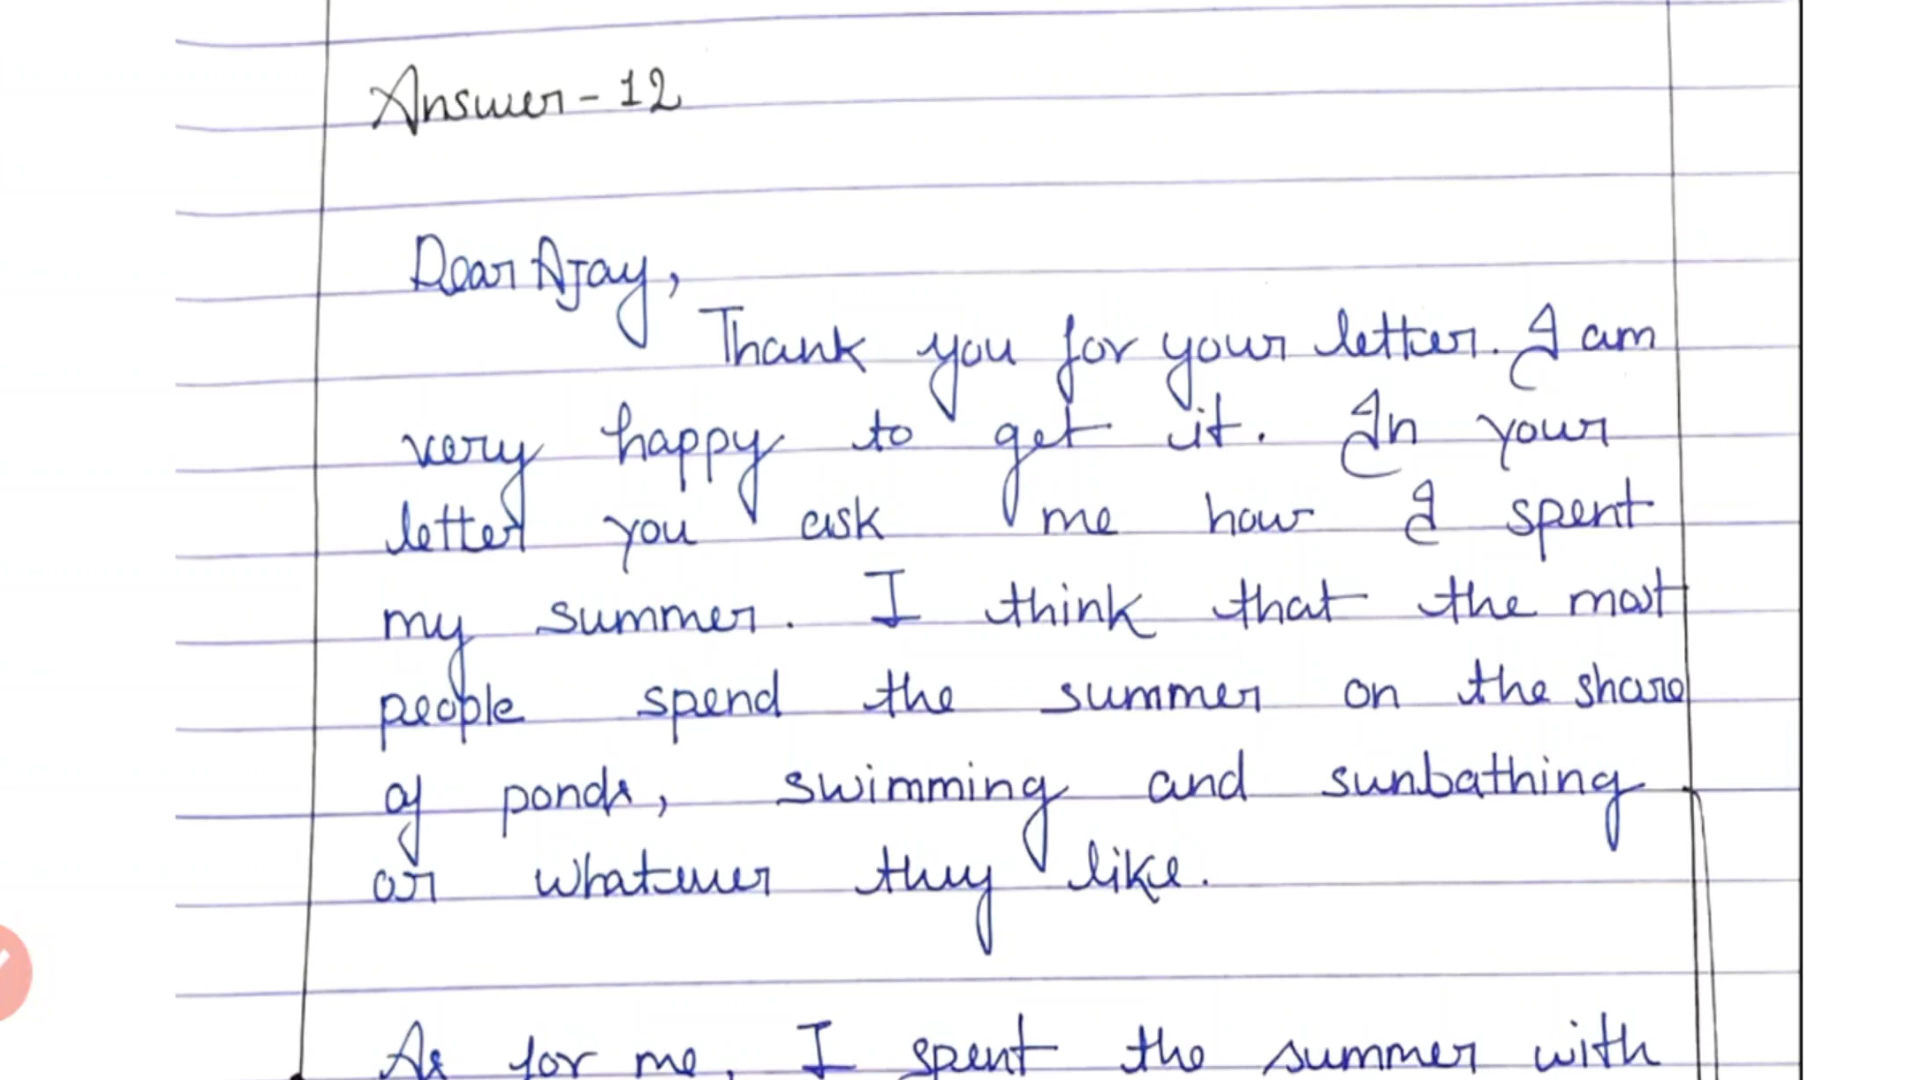 Answer - 12
Dear Ajay,
Thank you for your letter. I am
very happy to get it. In your
letter you ask me how I spent
my summer. I think that the most
people spend the summer on the share
of ponds, swimming and sunbathing
or whatever they like.
As for me, I spent the summer with